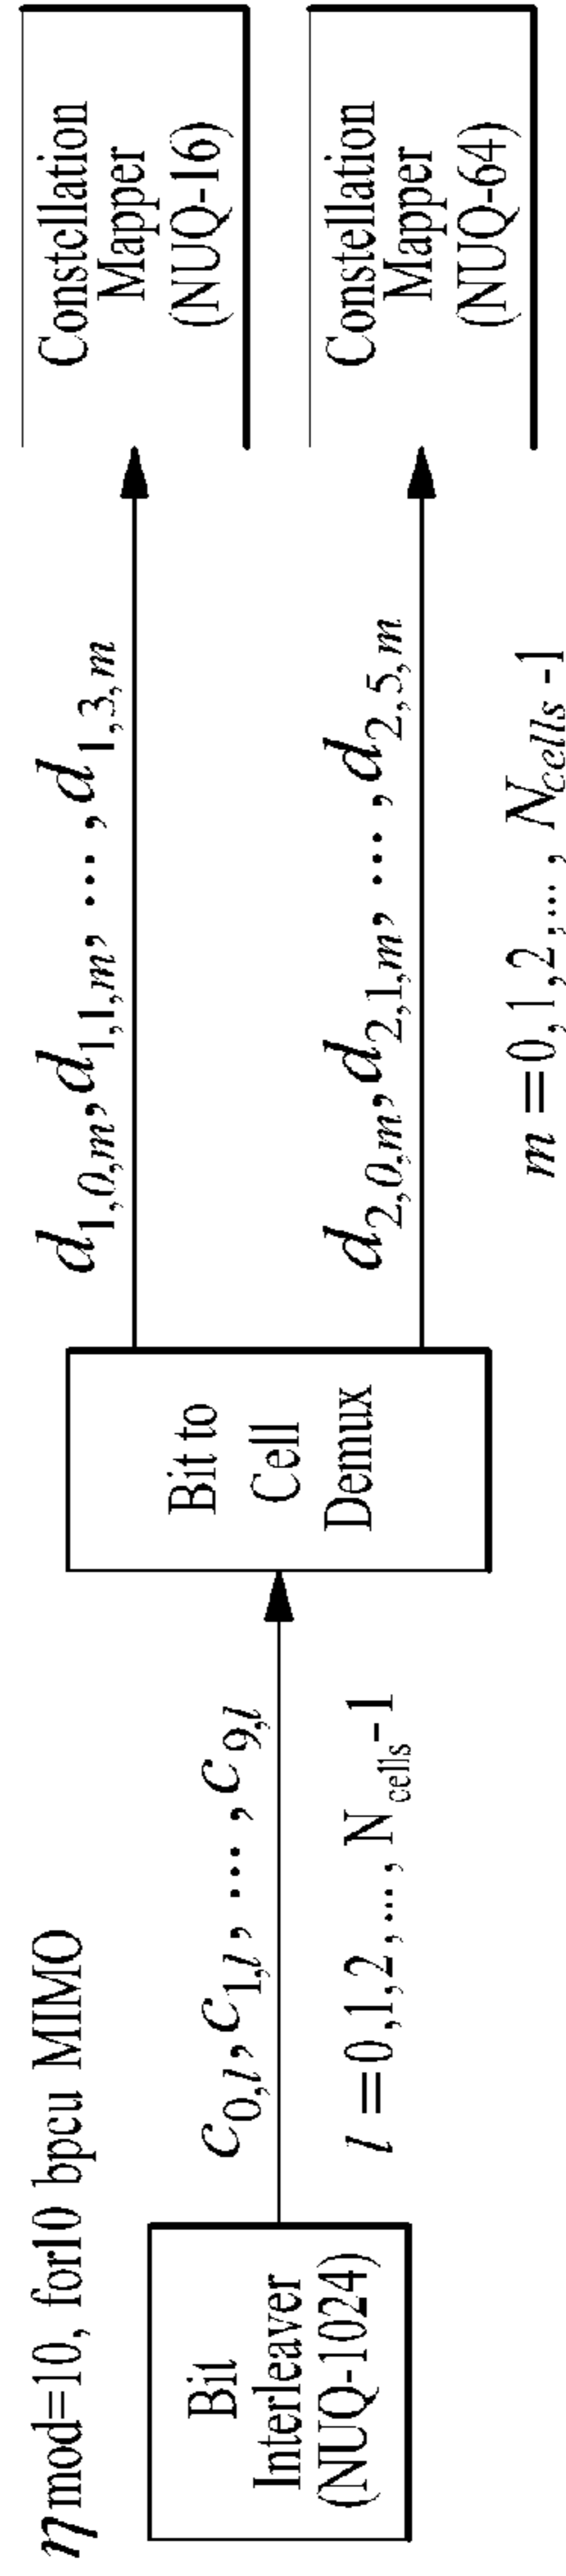 η mod=10, for10 bpcu MIMO
Bit
Interleaver
(NUQ-1024)
c0,l, c1,l, ... , c9,l
l =0,1,2 ,... , Ncells-1
Bit to
Cell
Demux
d1,0,m, d1,1,m, ... , d1,3,m
d2,0,m, d2,1,m, ... , d2,5,m
m =0,1,2 ,... , Ncells -1
Constellation
Mapper
(NUQ-16)
Constellation
Mapper
(NUQ-64)